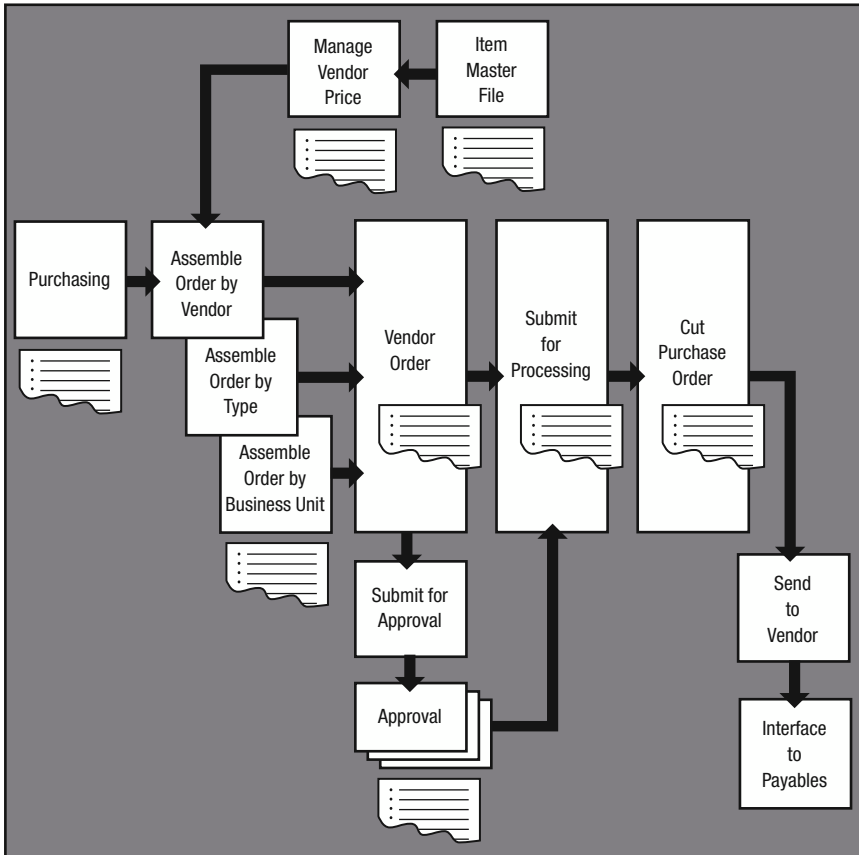 Manage
Vendor
Price
Item
Master
File
Purchasing
Assemble
Order by
Vendor
Assemble
Order by
Type
Assemble
Order by
Business Unit
Vendor
Order
Submit
for
Processing
Cut
Purchase
Order
Submit for
Approval
Approval
Send
to
Vendor
Interface
to
Payables